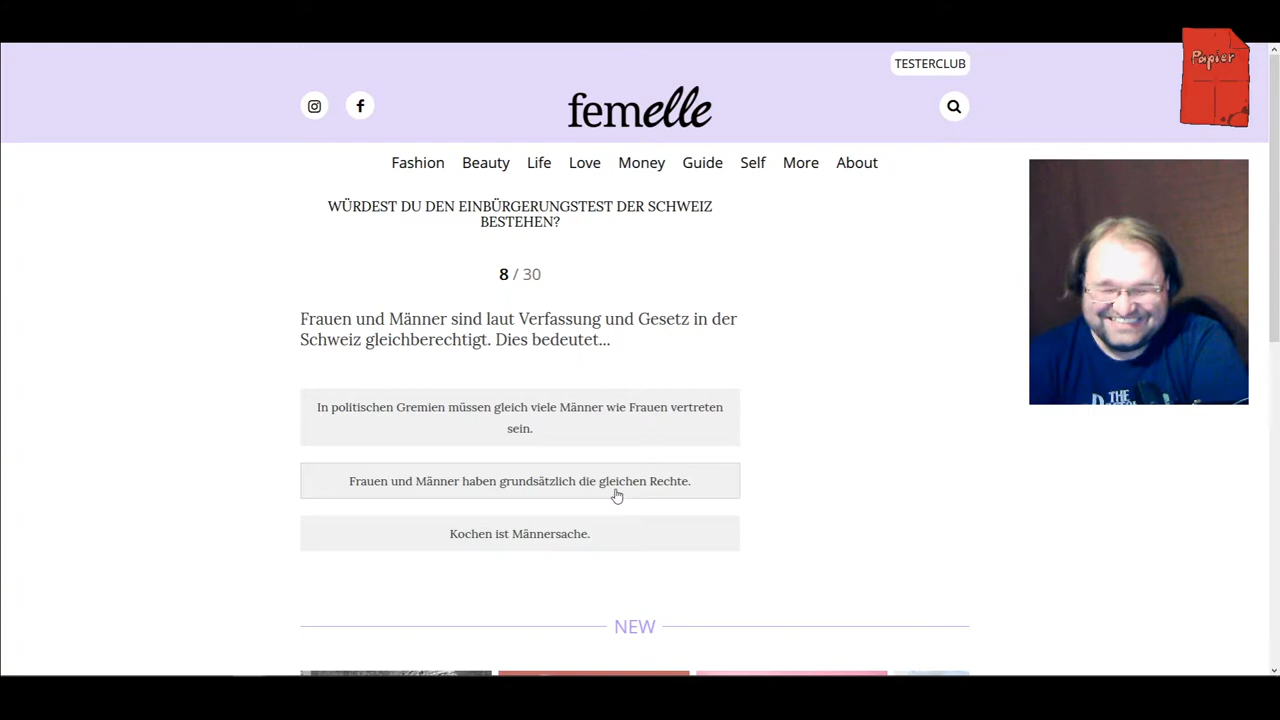 Papier
TESTERCLUB
femelle
Fashion Beauty Life Love Money Guide Self More About
WÜRDEST DU DEN EINBÜRGERUNGSTEST DER SCHWEIZ
BESTEHEN?
8 / 30
Frauen und Männer sind laut Verfassung und Gesetz in der
Schweiz gleichberechtigt. Dies bedeutet...
In politischen Gremien müssen gleich viele Männer wie Frauen vertreten
sein.
Frauen und Männer haben grundsätzlich die gleichen Rechte.
Kochen ist Männersache.
THE
NEW